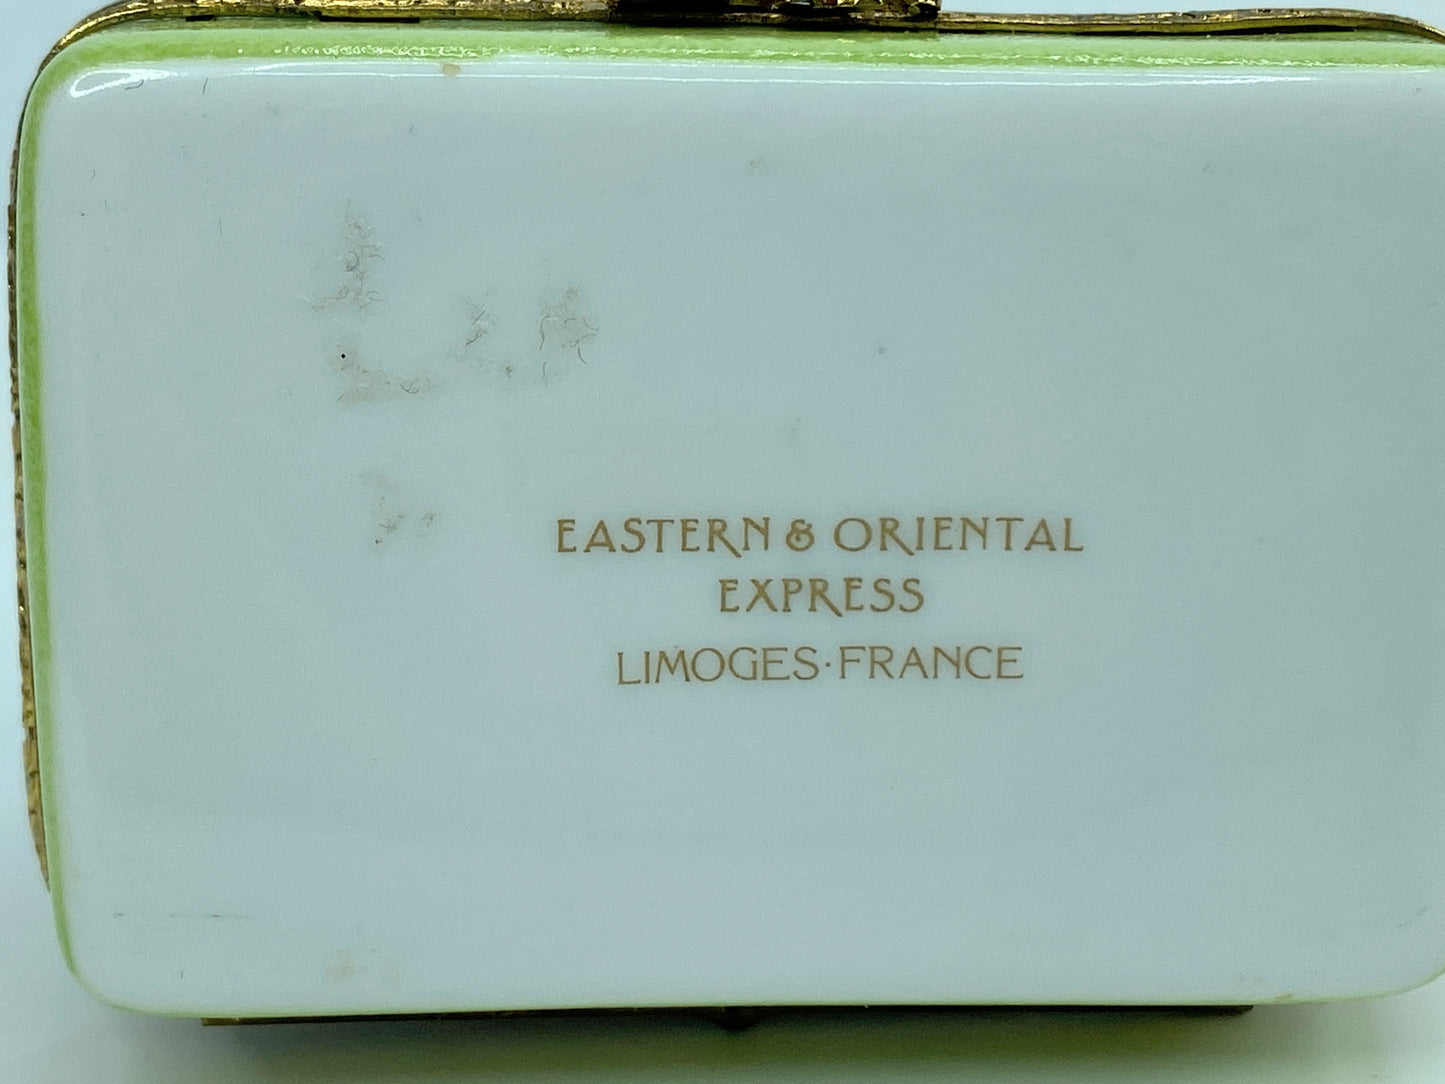 EASTERN & ORIENTAL
EXPRESS
LIMOGES·FRANCE